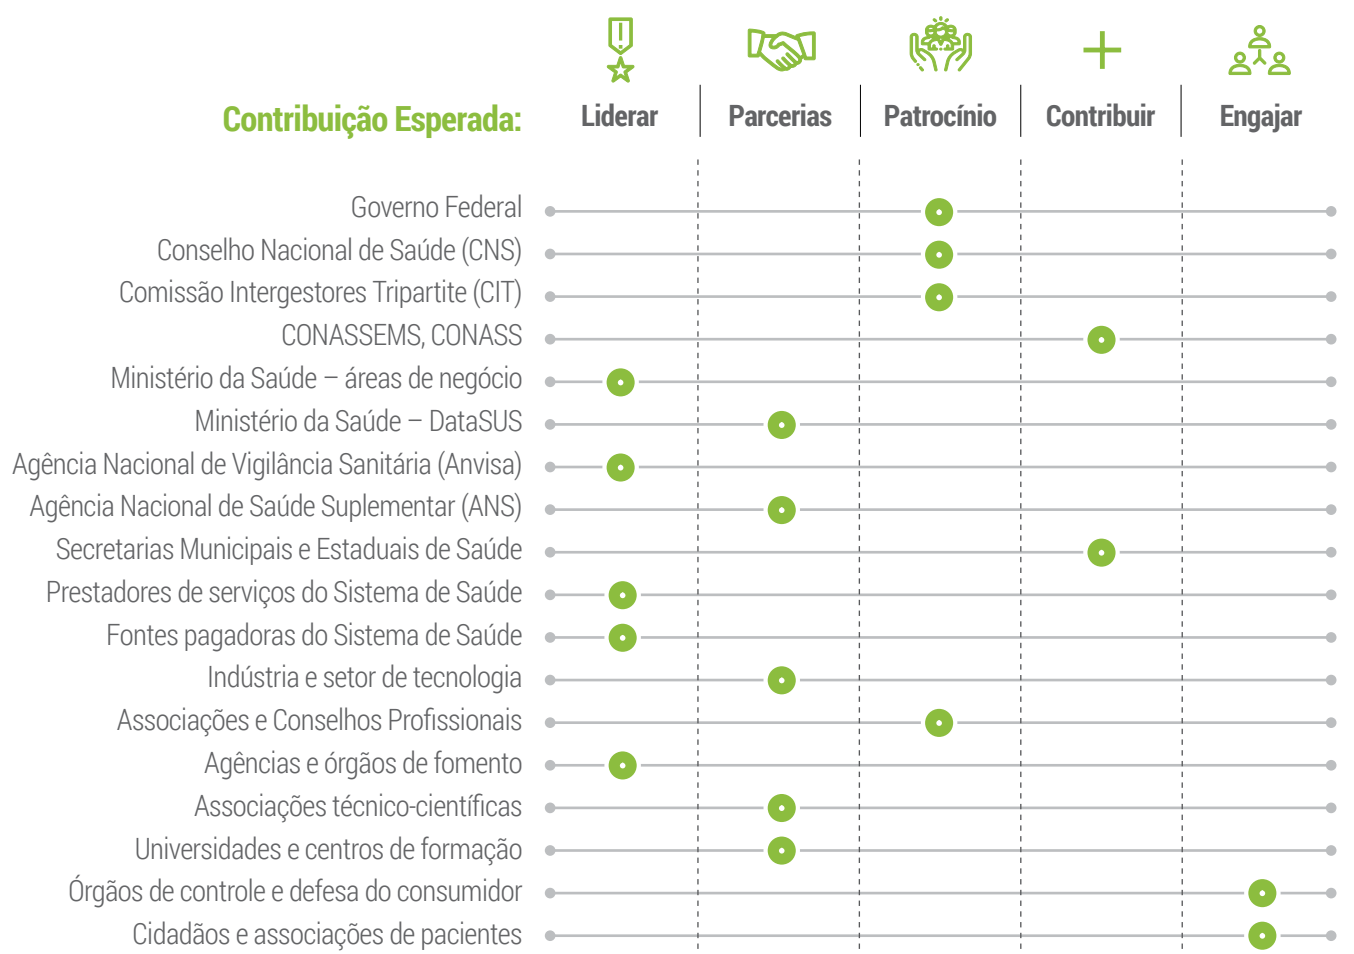 Contribuição Esperada:
Liderar
Parcerias
Patrocínio
Contribuir
Engajar
Governo Federal
Conselho Nacional de Saúde (CNS)
Comissão Intergestores Tripartite (CIT)
CONASSEMS, CONASS
Ministério da Saúde – áreas de negócio
Ministério da Saúde – DataSUS
Agência Nacional de Vigilância Sanitária (Anvisa)
Agência Nacional de Saúde Suplementar (ANS)
Secretarias Municipais e Estaduais de Saúde
Prestadores de serviços do Sistema de Saúde
Fontes pagadoras do Sistema de Saúde
Indústria e setor de tecnologia
Associações e Conselhos Profissionais
Agências e órgãos de fomento
Associações técnico-científicas
Universidades e centros de formação
Órgãos de controle e defesa do consumidor
Cidadãos e associações de pacientes